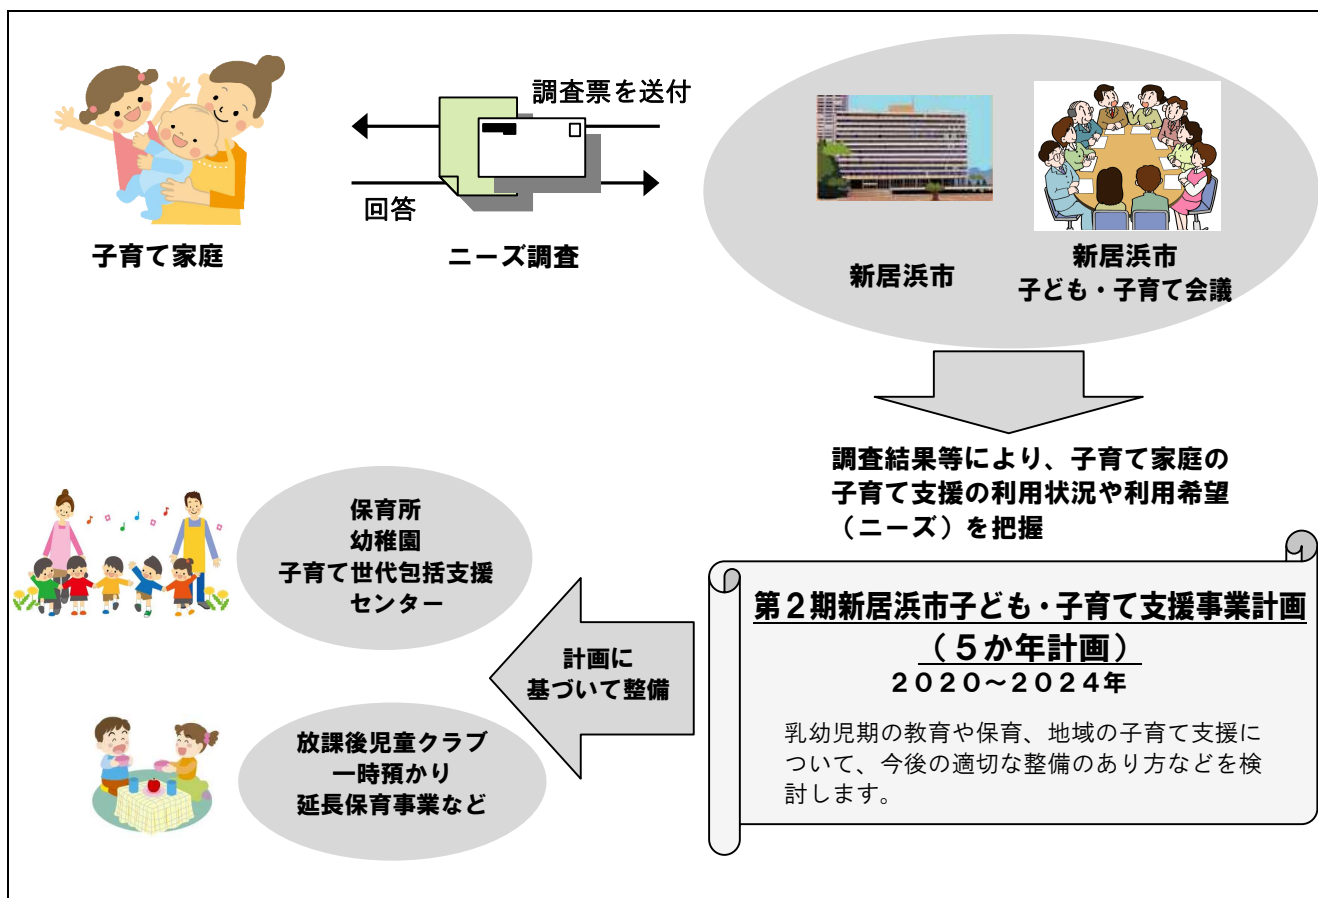 調査票を送付
回答
子育て家庭
ニーズ調査
新居浜市
新居浜市
子ども・子育て会議
調査結果等により、子育て家庭の
子育て支援の利用状況や利用希望
（ニーズ）を把握
第２期新居浜市子ども・子育て支援事業計画
（５か年計画）
２０２０～２０２４年
乳幼児期の教育や保育、地域の子育て支援に
ついて、今後の適切な整備のあり方などを検
討します。
計画に
基づいて整備
保育所
幼稚園
子育て世代包括支援
センター
放課後児童クラブ
一時預かり
延長保育事業など